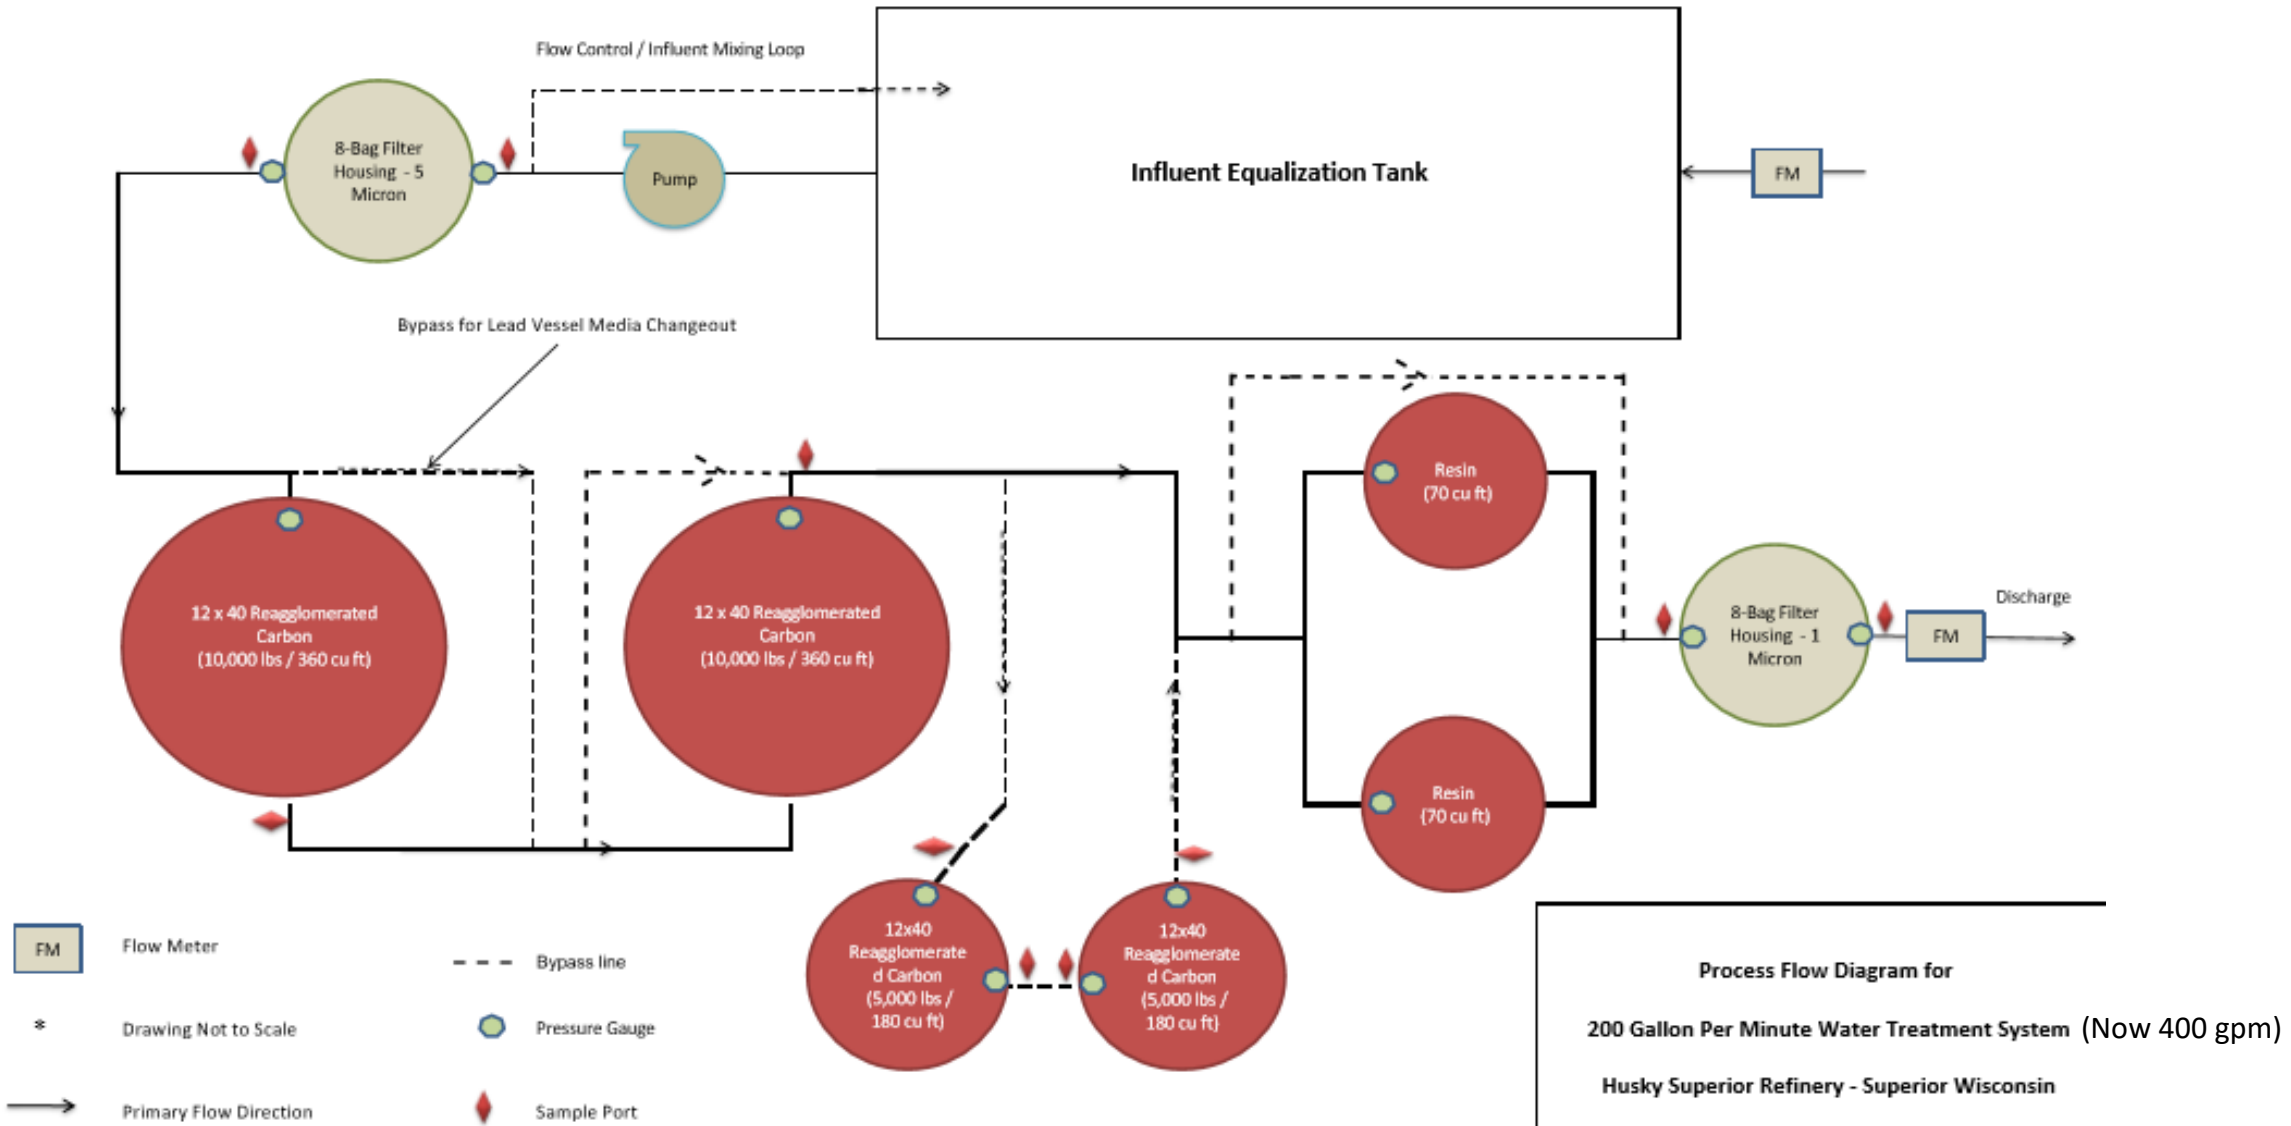 Flow Control / Influent Mixing Loop
8-Bag Filter
Housing - 5
Micron
Pump
Influent Equalization Tank
FM
Bypass for Lead Vessel Media Changeout
12 x 40 Reagglomerated
Carbon
(10,000 lbs / 360 cu ft)
12 x 40 Reagglomerated
Carbon
(10,000 lbs / 360 cu ft)
Resin
(70 cu ft)
8-Bag Filter
Housing - 1
Micron
FM
Discharge
Resin
(70 cu ft)
12x40
Reagglomerate
d Carbon
(5,000 lbs /
180 cu ft)
12x40
Reagglomerate
d Carbon
(5,000 lbs /
180 cu ft)
FM
Flow Meter
Bypass line
* Drawing Not to Scale
Pressure Gauge
Primary Flow Direction
Sample Port
Process Flow Diagram for
200 Gallon Per Minute Water Treatment System (Now 400 gpm)
Husky Superior Refinery - Superior Wisconsin